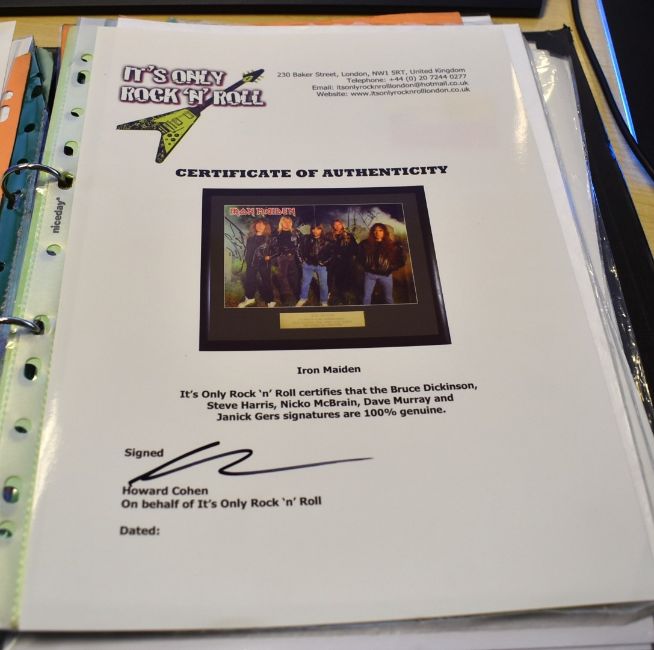 IT'S ONLY
ROCK 'N' ROLL
230 Baker Street, London, NW1 5RT, United Kingdom
Telephone: +44 (0) 20 7244 0277
Email: itsonlyrocknrolllondon@hotmail.co.uk
Website: www.itsonlyrocknrolllondon.co.uk
CERTIFICATE OF AUTHENTICITY
niceday
IRON MAIDEN
Iron Maiden
It's Only Rock 'n' Roll certifies that the Bruce Dickinson,
Steve Harris, Nicko McBrain, Dave Murray and
Janick Gers signatures are 100% genuine.
Signed
Howard Cohen
On behalf of It's Only Rock 'n' Roll
Dated: